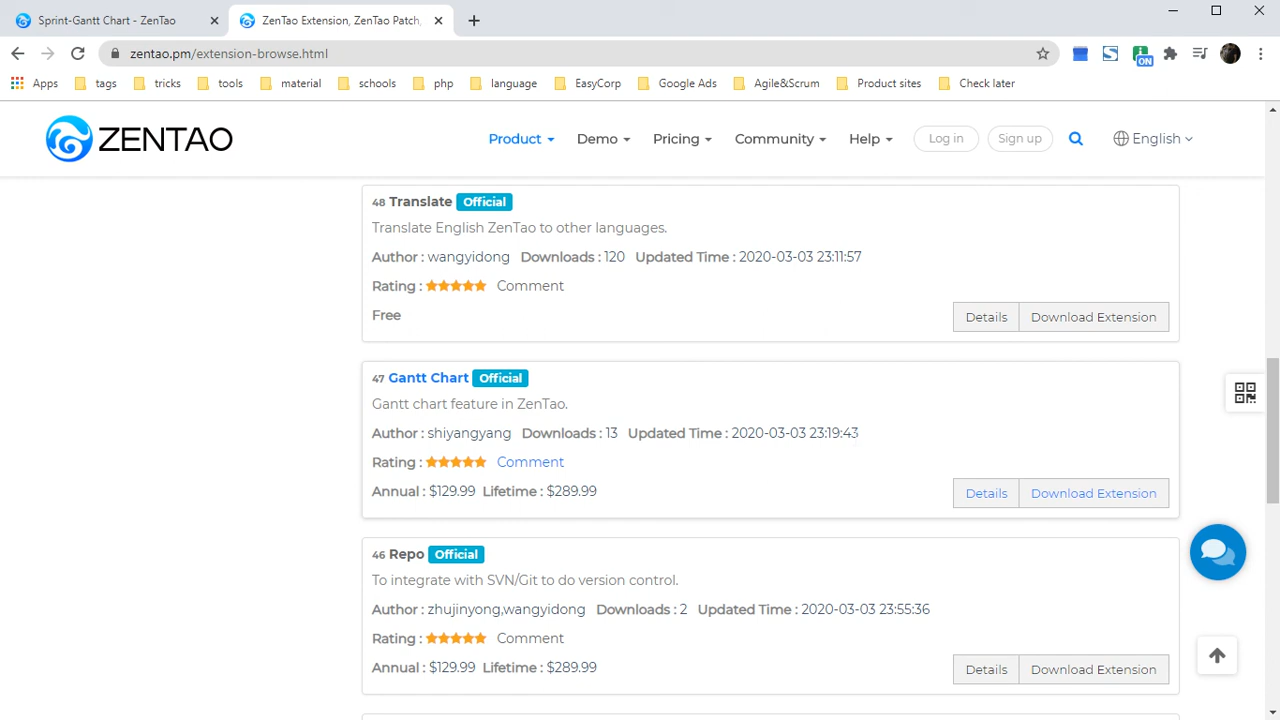 Sprint-Gantt Chart - ZenTao
ZenTao Extension, ZenTao Patch,
zentao.pm/extension-browse.html
ON
Apps tags tricks tools material schools php language EasyCorp Google Ads Agile&Scrum Product sites Check later
ZENTAO
Product Demo Pricing Community Help Log in Sign up English
48 Translate Official
Translate English ZenTao to other languages.
Author : wangyidong Downloads : 120 Updated Time : 2020-03-03 23:11:57
Rating : Comment
Free
Details Download Extension
47 Gantt Chart Official
Gantt chart feature in ZenTao.
Author : shiyangyang Downloads : 13 Updated Time : 2020-03-03 23:19:43
Rating : Comment
Annual : $129.99 Lifetime : $289.99
Details Download Extension
46 Repo Official
To integrate with SVN/Git to do version control.
Author : zhujinyong,wangyidong Downloads : 2 Updated Time : 2020-03-03 23:55:36
Rating : Comment
Annual : $129.99 Lifetime : $289.99
Details Download Extension